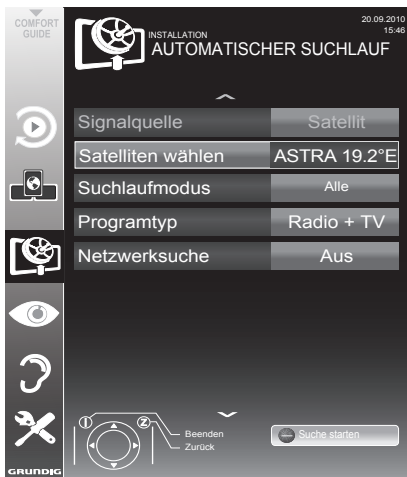 COMFORT
GUIDE
20.09.2010
15:46
INSTALLATION
AUTOMATISCHER SUCHLAUF
Signalquelle Satellit
Satelliten wählen ASTRA 19.2°E
Suchlaufmodus Alle
Programtyp Radio + TV
Netzwerksuche Aus
i Z
Beenden
Zurück
Suche starten
GRUNDIG